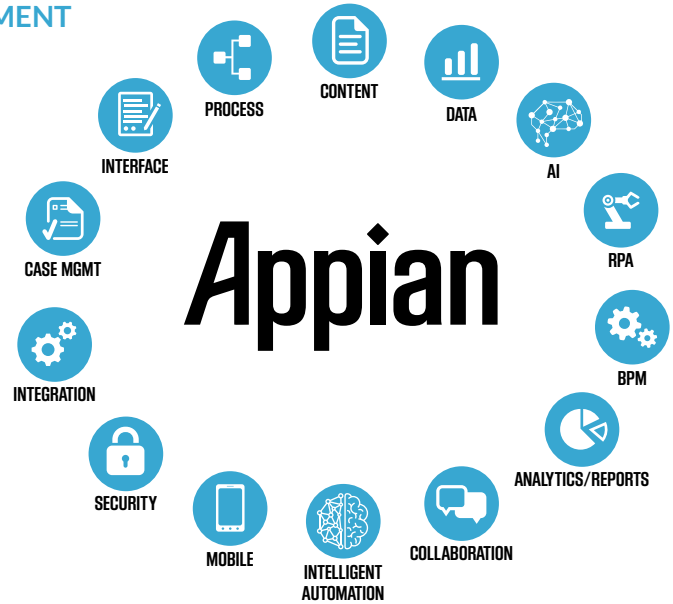 MENT
CONTENT
PROCESS
DATA
INTERFACE
AI
CASE MGMT
RPA
Appian
INTEGRATION
BPM
SECURITY
ANALYTICS/REPORTS
MOBILE
COLLABORATION
INTELLIGENT
AUTOMATION